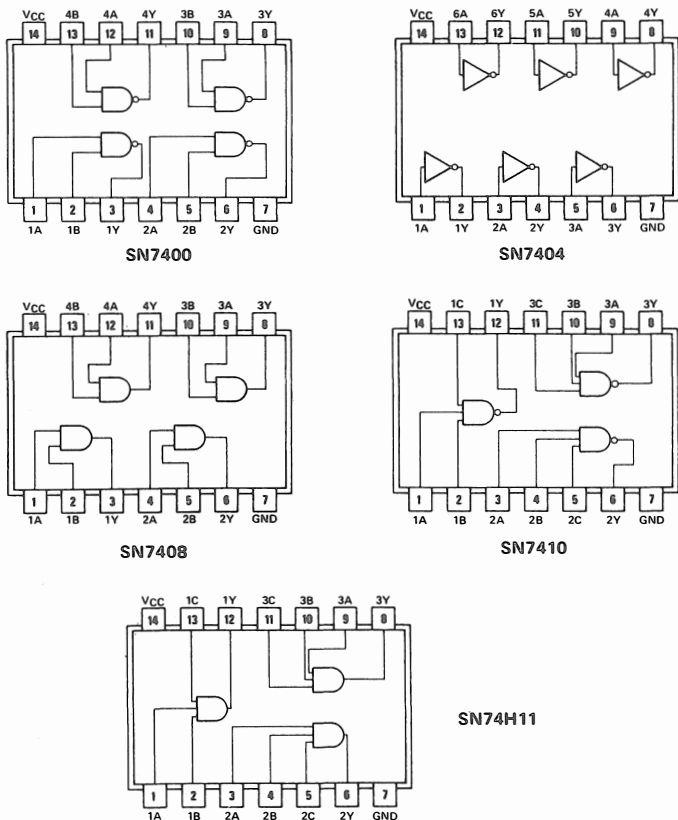 VCC 4B 4A 4Y 3B 3A 3Y
14 13 12 11 10 9 8
1 2 3 4 5 6 7
1A 1B 1Y 2A 2B 2Y GND
SN7400
VCC 6A 6Y 5A 5Y 4A 4Y
14 13 12 11 10 9 8
1 2 3 4 5 6 7
1A 1Y 2A 2Y 3A 3Y GND
SN7404
VCC 4B 4A 4Y 3B 3A 3Y
14 13 12 11 10 9 8
1 2 3 4 5 6 7
1A 1B 1Y 2A 2B 2Y GND
SN7408
VCC 1C 1Y 3C 3B 3A 3Y
14 13 12 11 10 9 8
1 2 3 4 5 6 7
1A 1B 2A 2B 2C 2Y GND
SN7410
VCC 1C 1Y 3C 3B 3A 3Y
14 13 12 11 10 9 8
1 2 3 4 5 6 7
1A 1B 2A 2B 2C 2Y GND
SN74H11